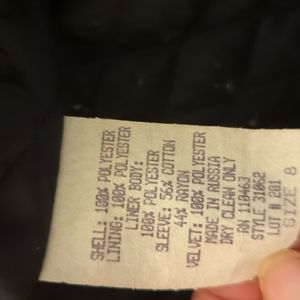 SHELL: 100% POLYESTER
LINING: 100% POLYESTER
LINER BODY:
100% POLYESTER
SLEEVE: 56% COTTON
44% RAYON
VELVET: 100% POLYESTER
MADE IN RUSSIA
DRY CLEAN ONLY
RN 110463
STYLE 31062
LOT # 201
SIZE 8